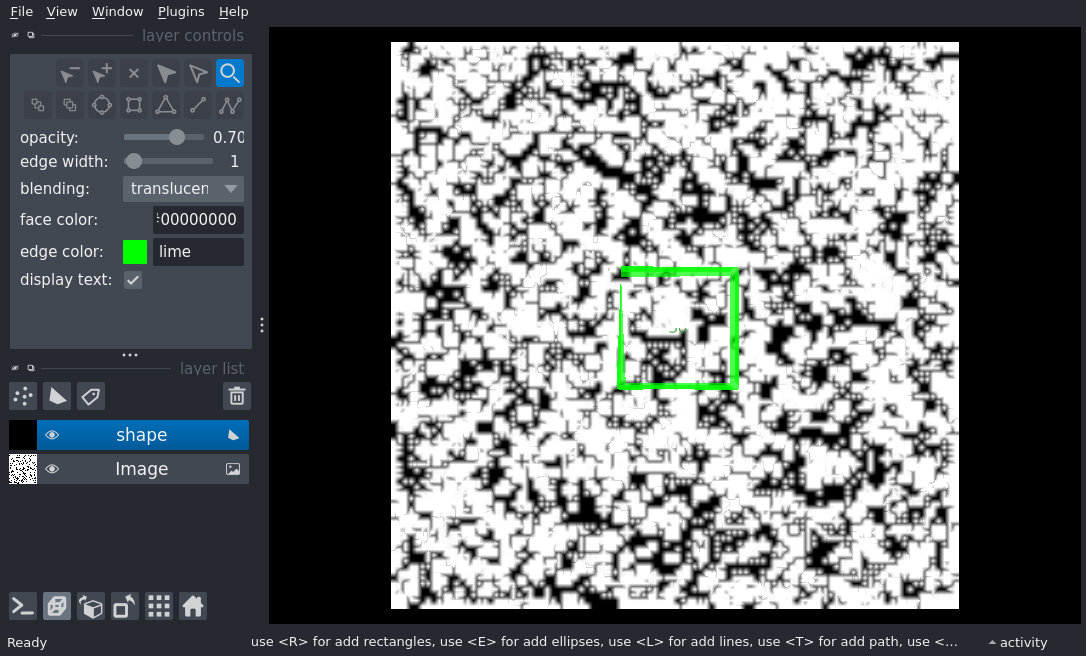 File View Window Plugins Help
layer controls
opacity: 0.70
edge width: 1
blending: translucen
face color: 00000000
edge color: lime
display text:
layer list
shape
Image
Ready
use <R> for add rectangles, use <E> for add ellipses, use <L> for add lines, use <T> for add path, use <...
activity